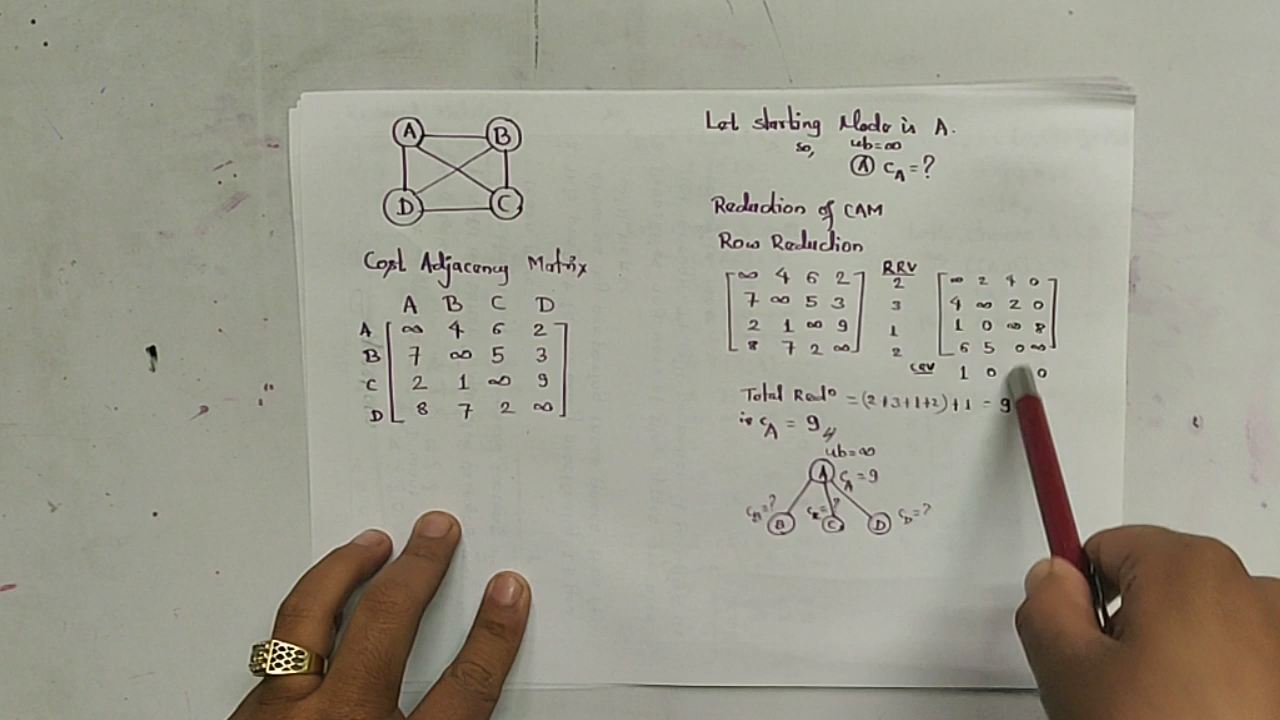 A B
D C
Cost Adjacency Matrix
A B C D
A ∞ 4 6 2
B 7 ∞ 5 3
C 2 1 ∞ 9
D 8 7 2 ∞
Let starting Node is A.
so, ub=∞
A C_A = ?
Reduction of CAM
Row Reduction
RRV
∞ 4 6 2 2 ∞ 2 4 0
7 ∞ 5 3 3 4 ∞ 2 0
2 1 ∞ 9 1 1 0 ∞ 8
8 7 2 ∞ 2 6 5 0 ∞
CRV 1 0 0
Total Redⁿ = (2+3+1+2)+1 = 9
C_A = 9
ub=∞
A C_A = 9
C_B=? C_C=? C_D=?
B C D